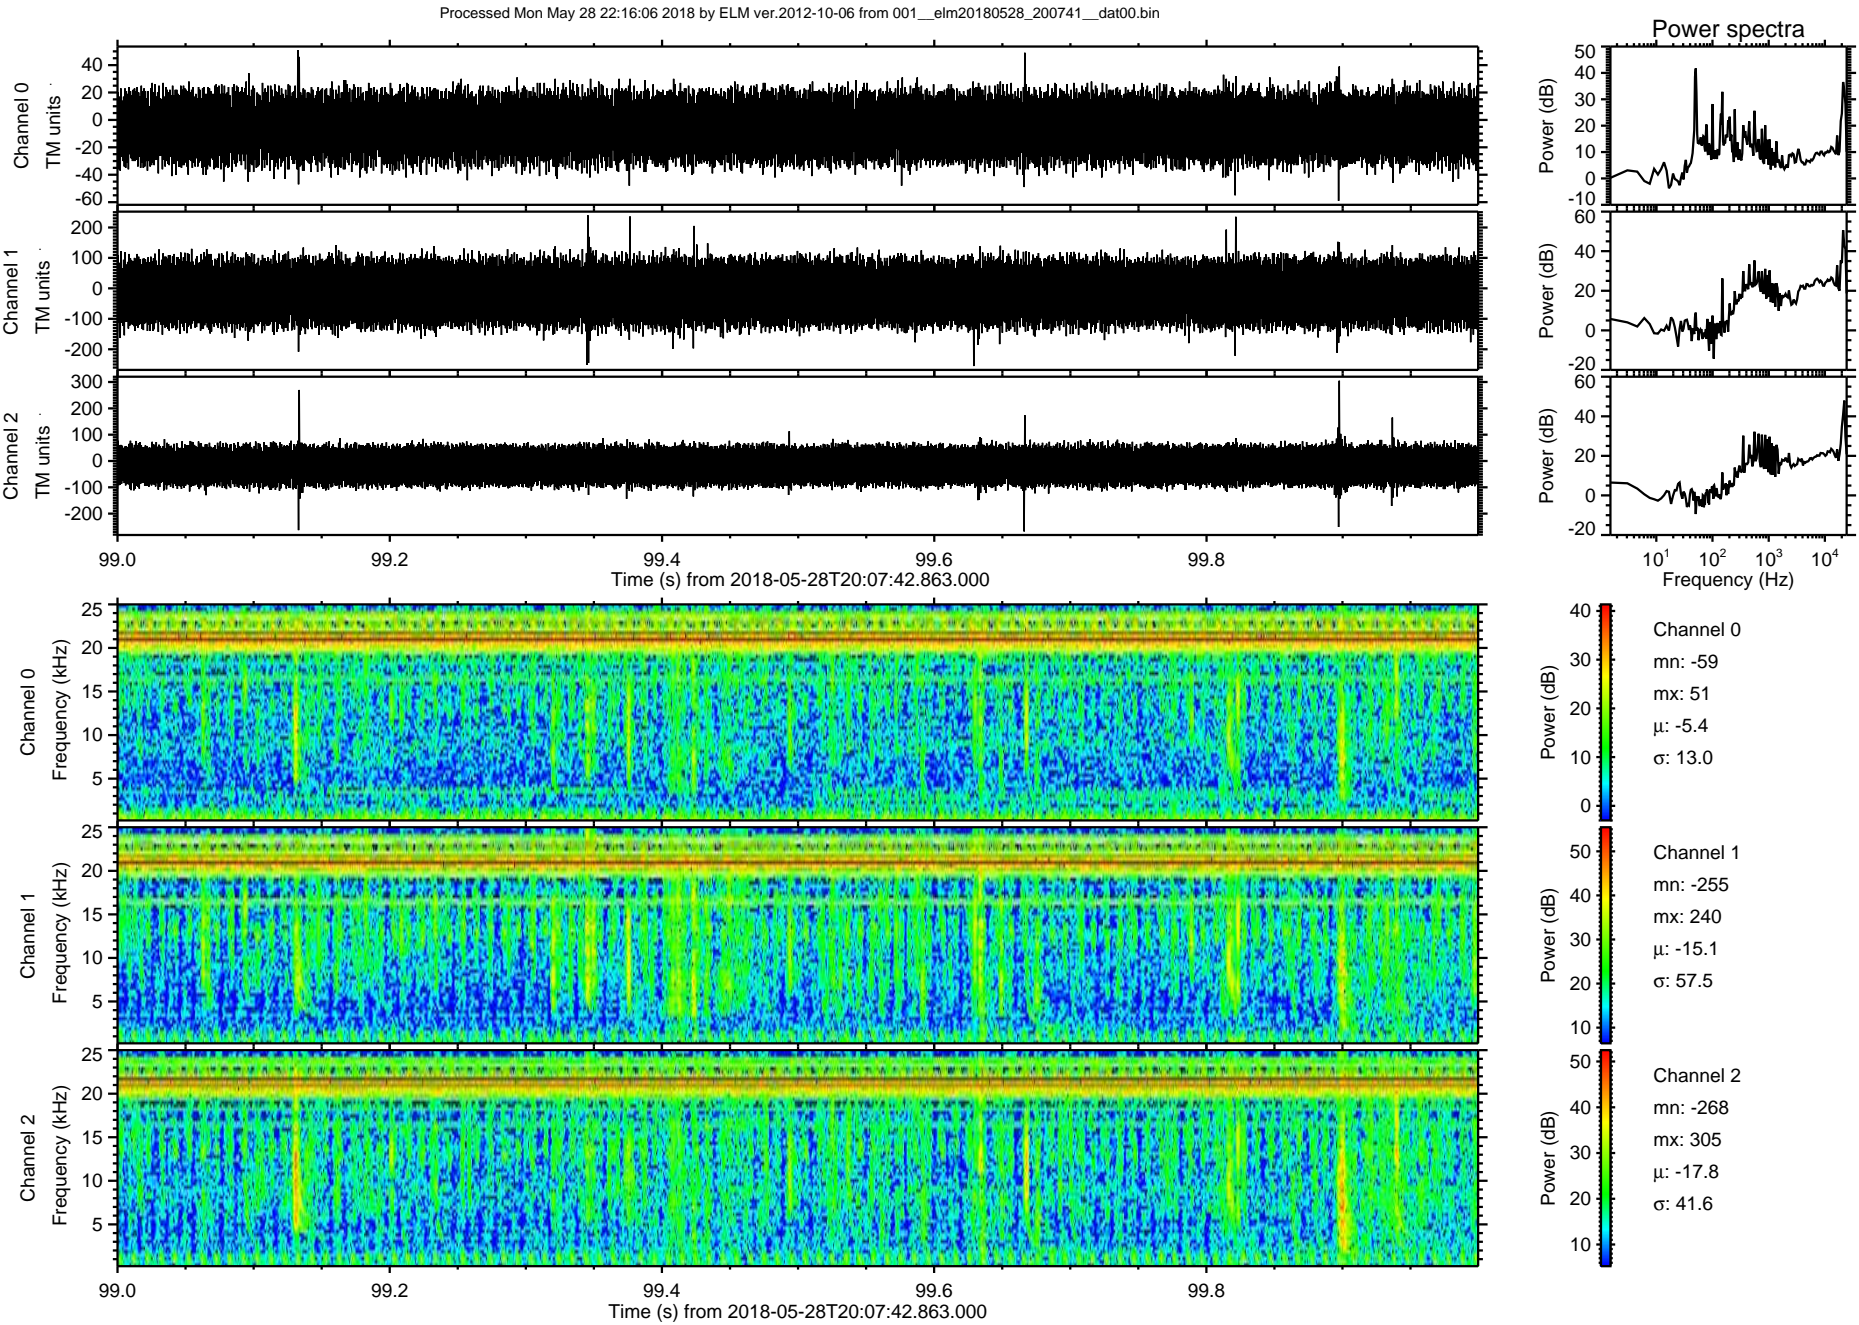 Processed Mon May 28 22:16:06 2018 by ELM ver.2012-10-06 from 001__elm20180528_200741__dat00.bin
Power spectra
Channel 0
TM units
40
20
0
-20
-40
-60
Power (dB)
50
40
30
20
10
0
-10
Channel 1
TM units
200
100
0
-100
-200
Power (dB)
60
40
20
0
-20
Channel 2
TM units
300
200
100
0
-100
-200
Power (dB)
60
40
20
0
-20
99.0 99.2 99.4 99.6 99.8
Time (s) from 2018-05-28T20:07:42.863.000
10¹ 10² 10³ 10⁴
Frequency (Hz)
Channel 0
Frequency (kHz)
25
20
15
10
5
Power (dB)
40
30
20
10
0
Channel 0
mn: -59
mx: 51
μ: -5.4
σ: 13.0
Channel 1
Frequency (kHz)
25
20
15
10
5
Power (dB)
50
40
30
20
10
Channel 1
mn: -255
mx: 240
μ: -15.1
σ: 57.5
Channel 2
Frequency (kHz)
25
20
15
10
5
Power (dB)
50
40
30
20
10
Channel 2
mn: -268
mx: 305
μ: -17.8
σ: 41.6
99.0 99.2 99.4 99.6 99.8
Time (s) from 2018-05-28T20:07:42.863.000